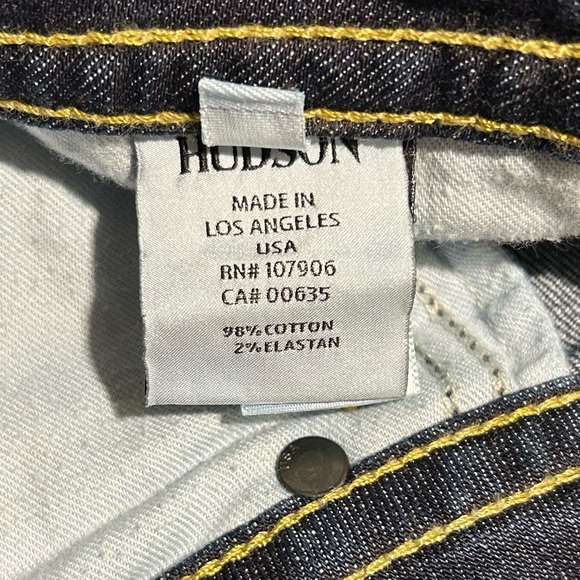 HUDSON
MADE IN
LOS ANGELES
USA
RN# 107906
CA# 00635
98% COTTON
2% ELASTAN